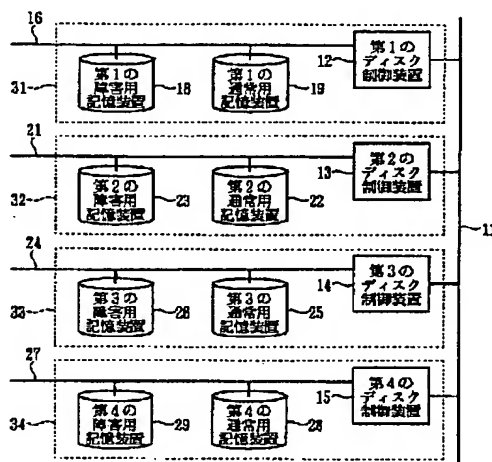 16
第1の
障害用
記憶装置
第1の
通常用
記憶装置
第1の
ディスク
制御装置
12
31
18
19
21
第2の
障害用
記憶装置
第2の
通常用
記憶装置
第2の
ディスク
制御装置
13
32
23
22
11
24
第3の
障害用
記憶装置
第3の
通常用
記憶装置
第3の
ディスク
制御装置
14
33
26
25
27
第4の
障害用
記憶装置
第4の
通常用
記憶装置
第4の
ディスク
制御装置
15
34
29
28